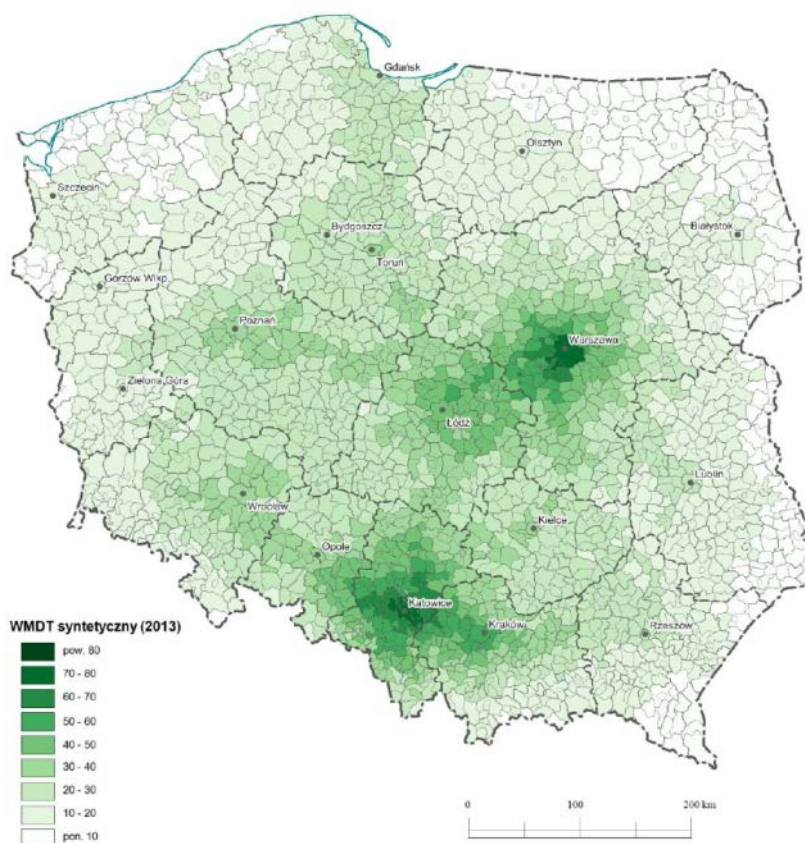 Gdańsk
Olsztyn
Szczecin
Bydgoszcz
Białystok
Toruń
Gorzów Wlkp.
Poznań
Warszawa
Zielona Góra
Łódź
Lublin
Wrocław
Kielce
Opole
Katowice
Kraków
Rzeszów
WMDT syntetyczny (2013)
pow. 80
70 - 80
60 - 70
50 - 60
40 - 50
30 - 40
20 - 30
10 - 20
pon. 10
0 100 200 km